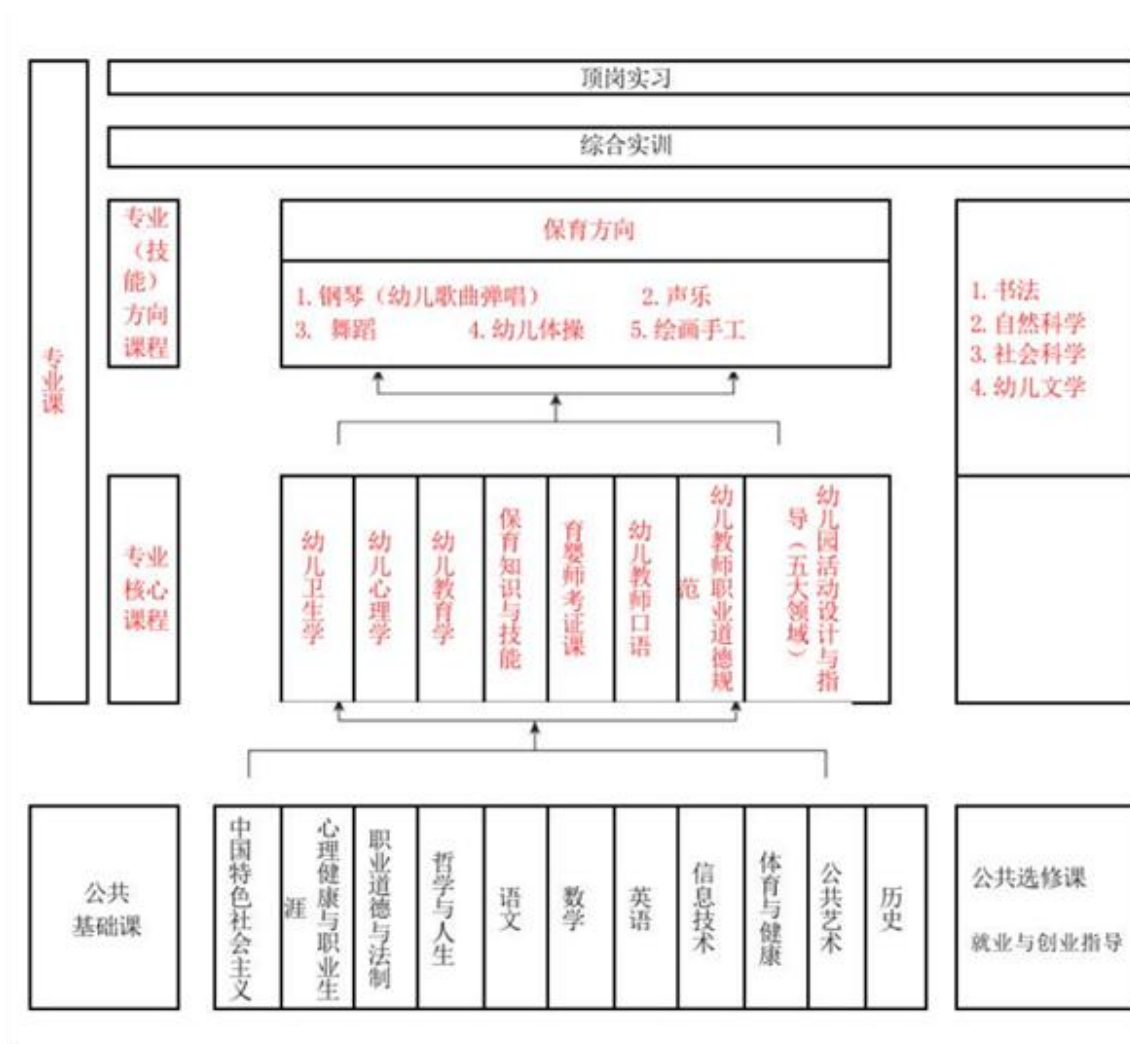 顶岗实习
综合实训
专业课
专业
（技
能）
方向
课程
保育方向
1. 钢琴（幼儿歌曲弹唱） 2. 声乐
3. 舞蹈 4. 幼儿体操 5. 绘画手工
1. 书法
2. 自然科学
3. 社会科学
4. 幼儿文学
专业
核心
课程
幼儿卫生学
幼儿心理学
幼儿教育学
保育知识与技能
育婴师考证课
幼儿教师口语
幼儿教师职业道德规
范
幼儿园活动设计与指
导（五大领域）
公共
基础课
中国特色社会主义
心理健康与职业生
涯
职业道德与法制
哲学与人生
语文
数学
英语
信息技术
体育与健康
公共艺术
历史
公共选修课
就业与创业指导